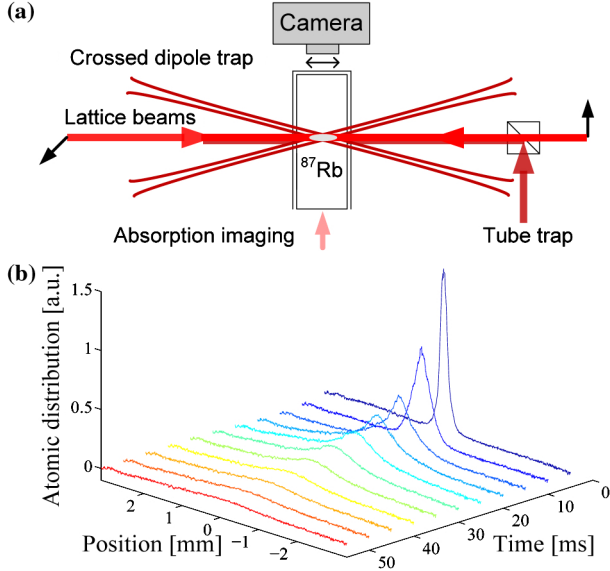 (a)
Camera
Crossed dipole trap
Lattice beams
⁸⁷Rb
Absorption imaging
Tube trap
(b)
Atomic distribution [a.u.]
1.5
1
0.5
0
2
1
0
−1
−2
Position [mm]
50
40
30
20
10
0
Time [ms]